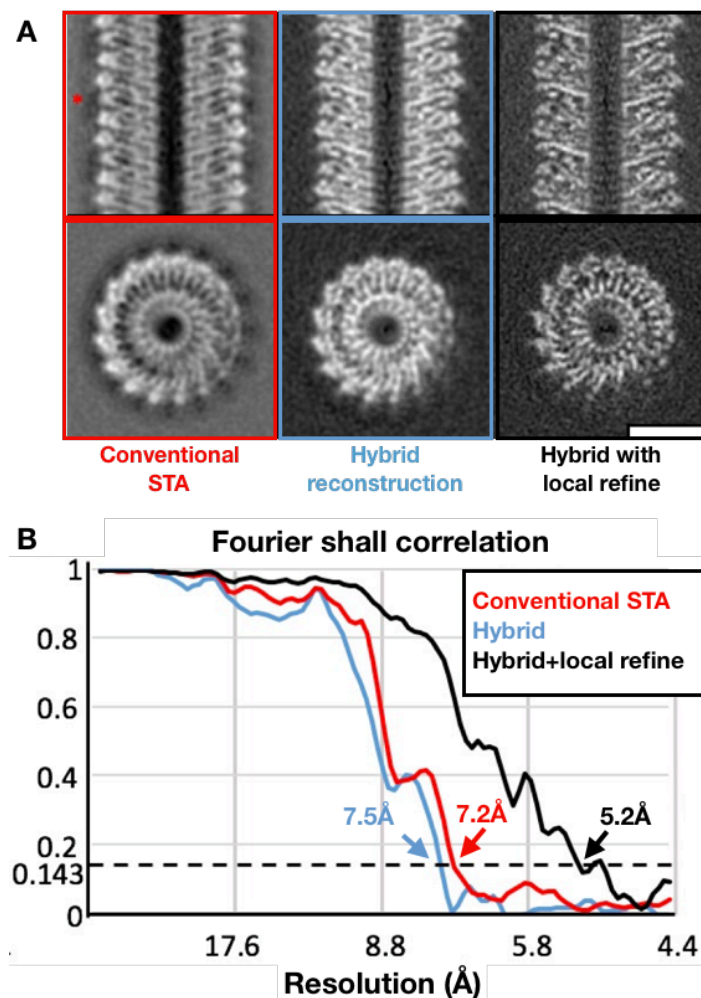 A
*
Conventional
STA
Hybrid
reconstruction
Hybrid with
local refine
B
Fourier shall correlation
1
0.8
0.6
0.4
0.2
0.143
0
Conventional STA
Hybrid
Hybrid+local refine
7.5Å
7.2Å
5.2Å
17.6
8.8
5.8
4.4
Resolution (Å)